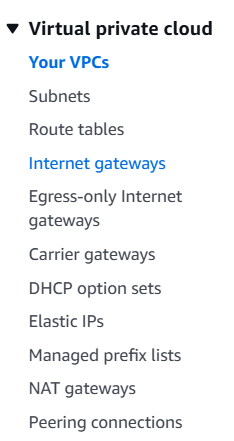 Virtual private cloud
Your VPCs
Subnets
Route tables
Internet gateways
Egress-only Internet
gateways
Carrier gateways
DHCP option sets
Elastic IPs
Managed prefix lists
NAT gateways
Peering connections